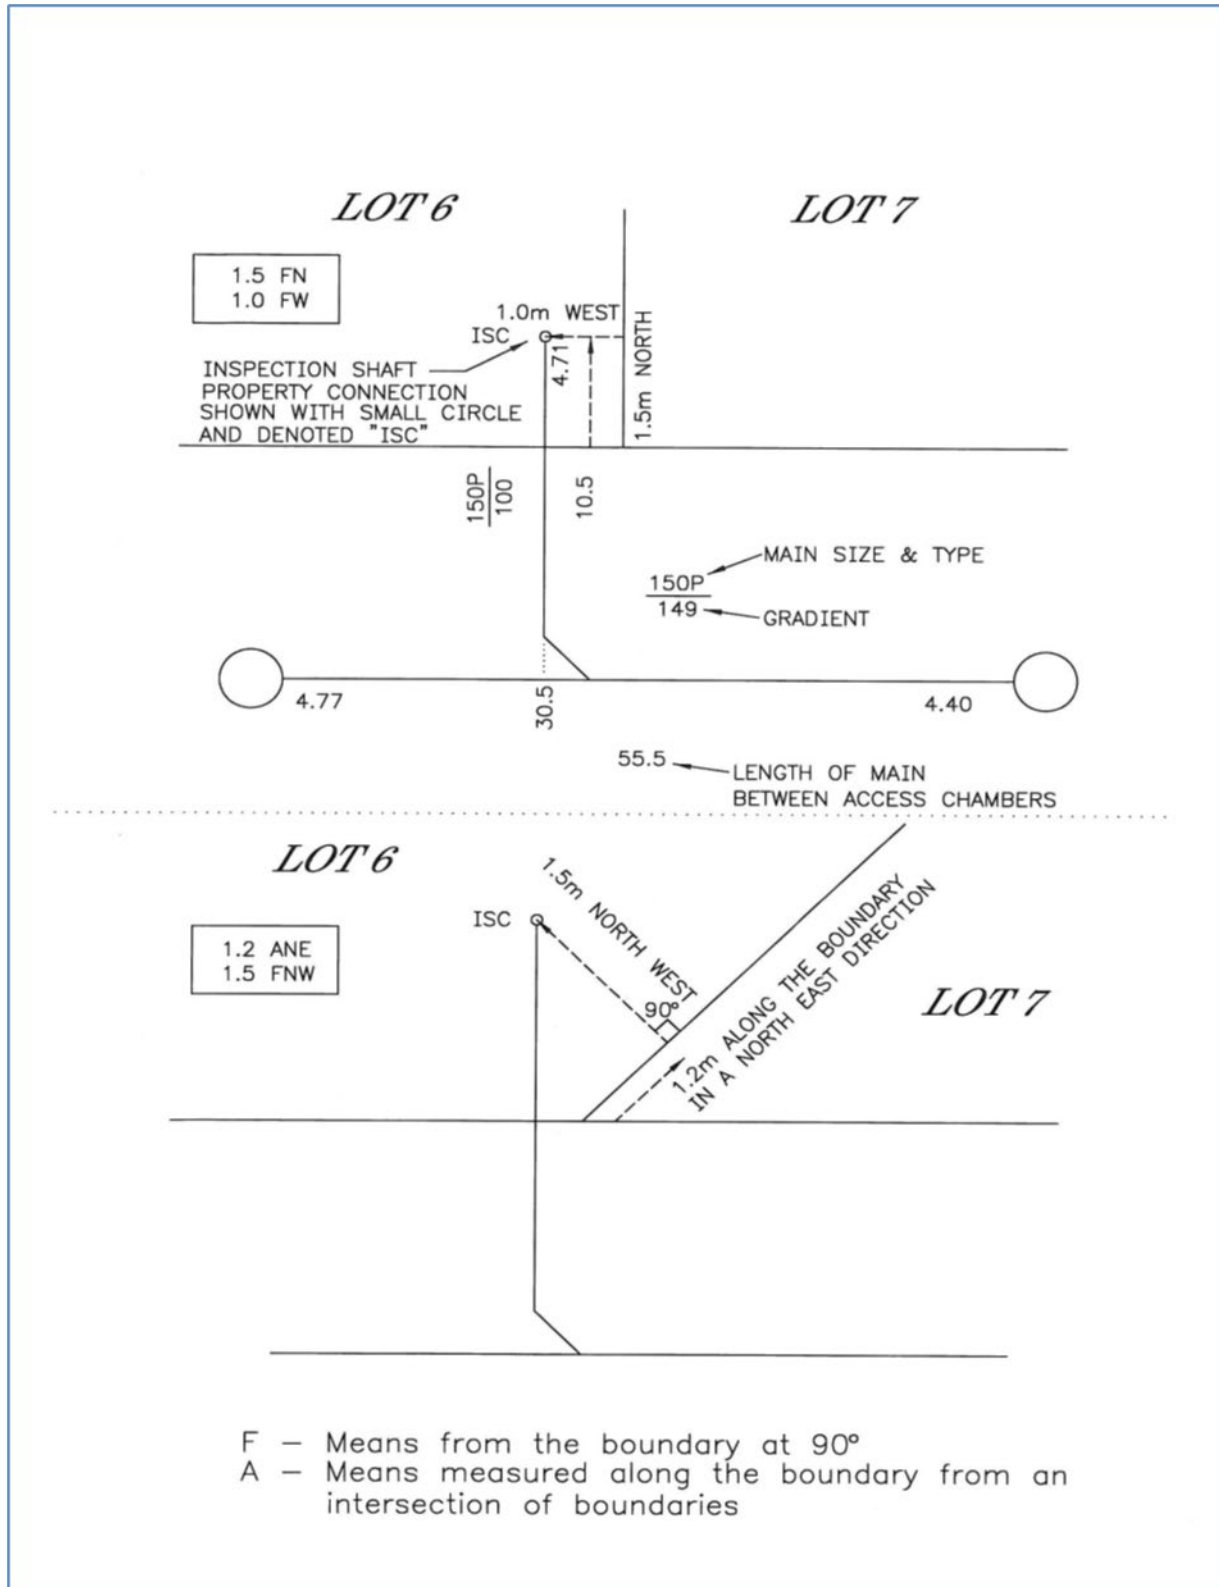 LOT 6
LOT 7
1.5 FN
1.0 FW
1.0m WEST
ISC
4.71
1.5m NORTH
INSPECTION SHAFT
PROPERTY CONNECTION
SHOWN WITH SMALL CIRCLE
AND DENOTED "ISC"
150P
100
10.5
MAIN SIZE & TYPE
150P
149
GRADIENT
4.77
30.5
4.40
55.5
LENGTH OF MAIN
BETWEEN ACCESS CHAMBERS
LOT 6
ISC
1.5m NORTH WEST
1.2 ANE
1.5 FNW
90°
1.2m ALONG THE BOUNDARY
IN A NORTH EAST DIRECTION
LOT 7
F – Means from the boundary at 90°
A – Means measured along the boundary from an
intersection of boundaries